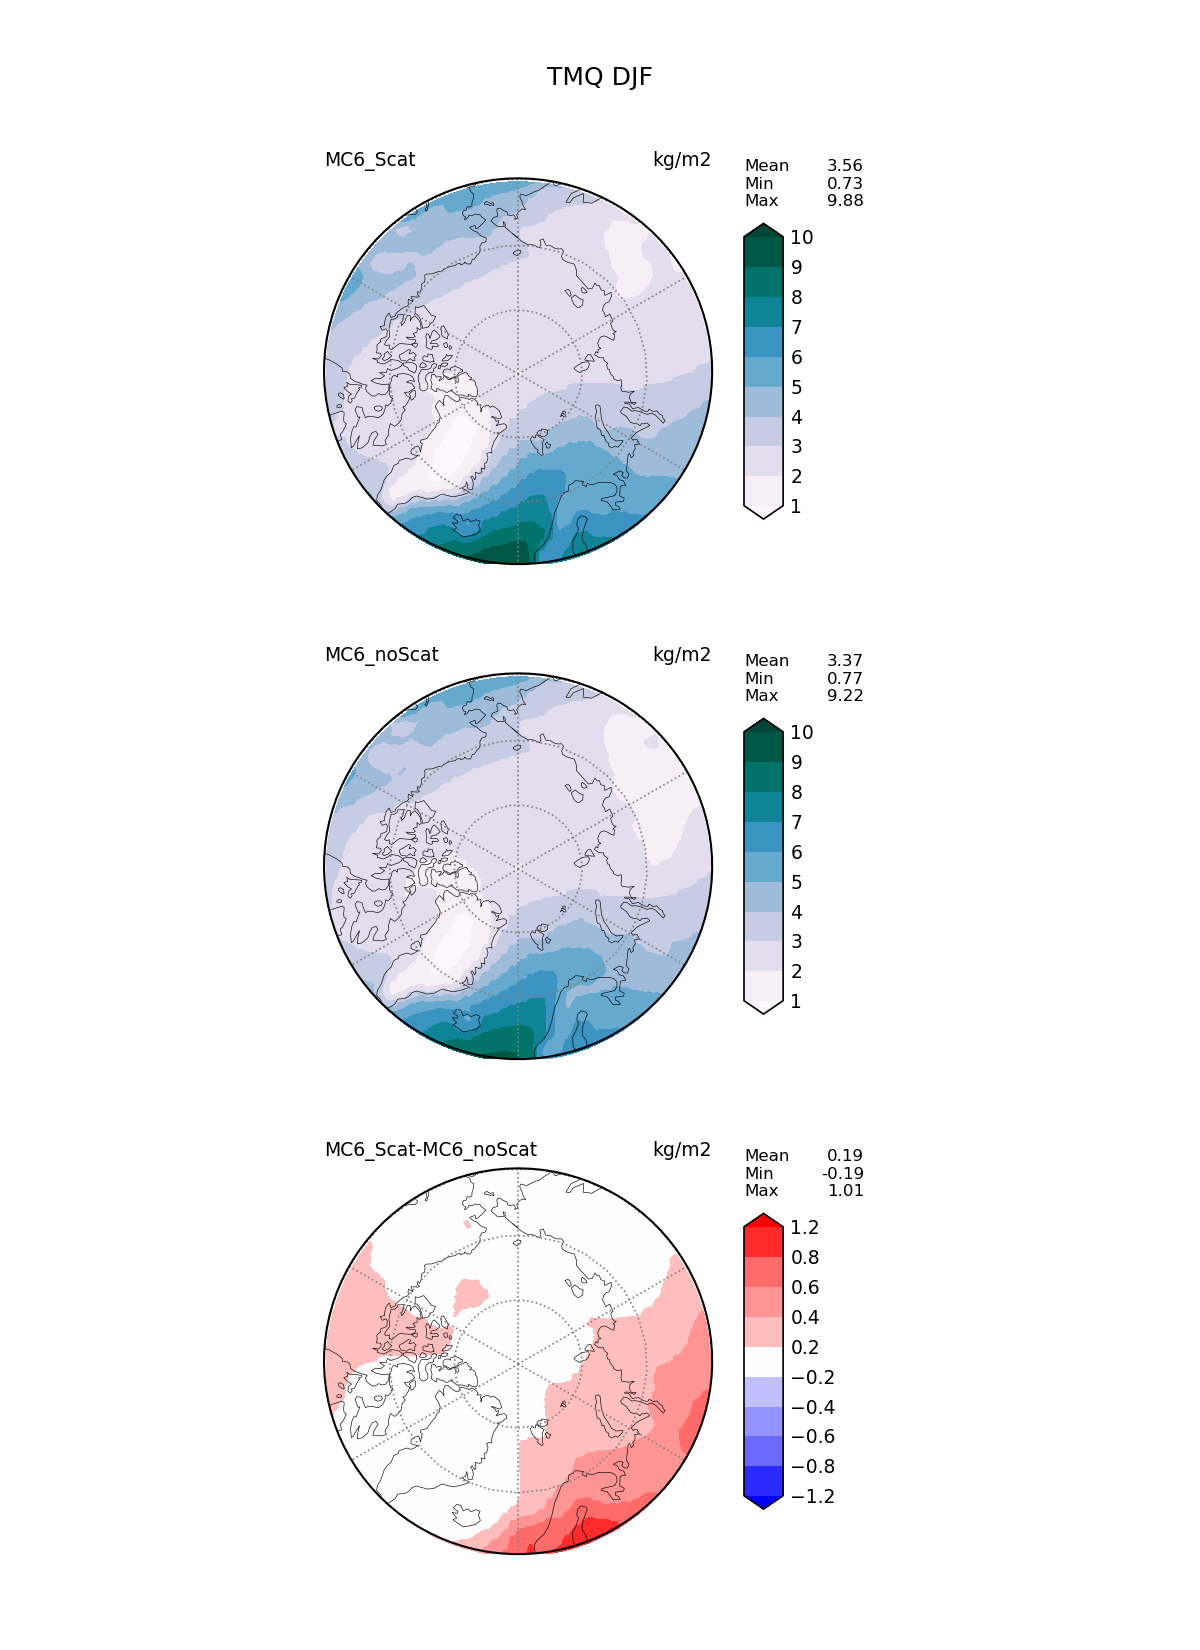 TMQ DJF
MC6_Scat kg/m2
Mean 3.56
Min 0.73
Max 9.88
10
9
8
7
6
5
4
3
2
1
MC6_noScat kg/m2
Mean 3.37
Min 0.77
Max 9.22
10
9
8
7
6
5
4
3
2
1
MC6_Scat-MC6_noScat kg/m2
Mean 0.19
Min -0.19
Max 1.01
1.2
0.8
0.6
0.4
0.2
−0.2
−0.4
−0.6
−0.8
−1.2